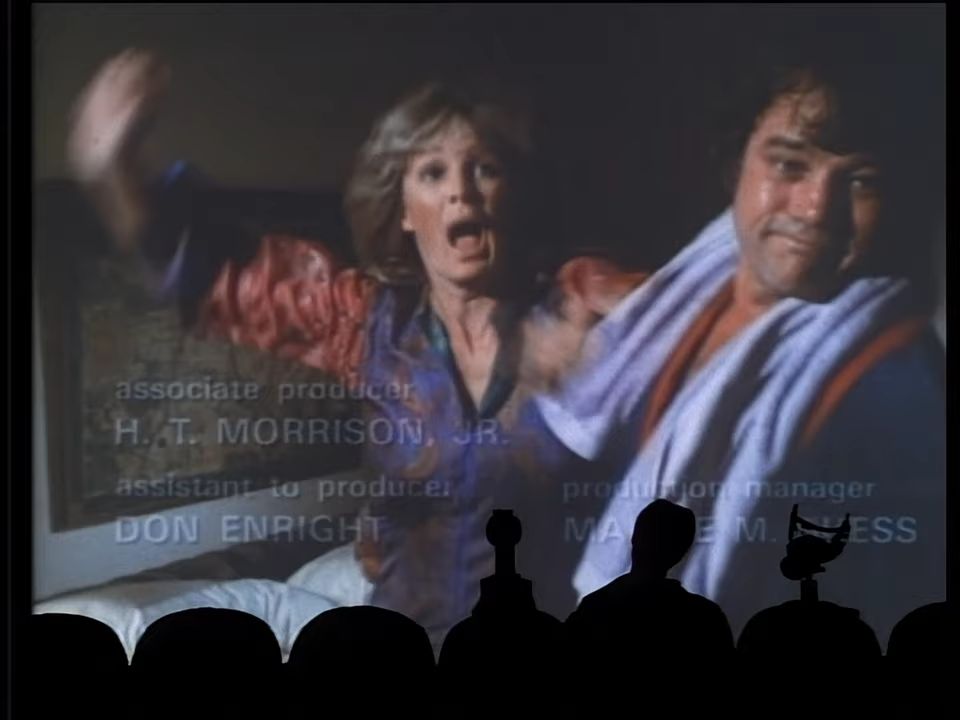 associate producer
H. T. MORRISON, JR.
assistant to producer
DON ENRIGHT
production manager
M.